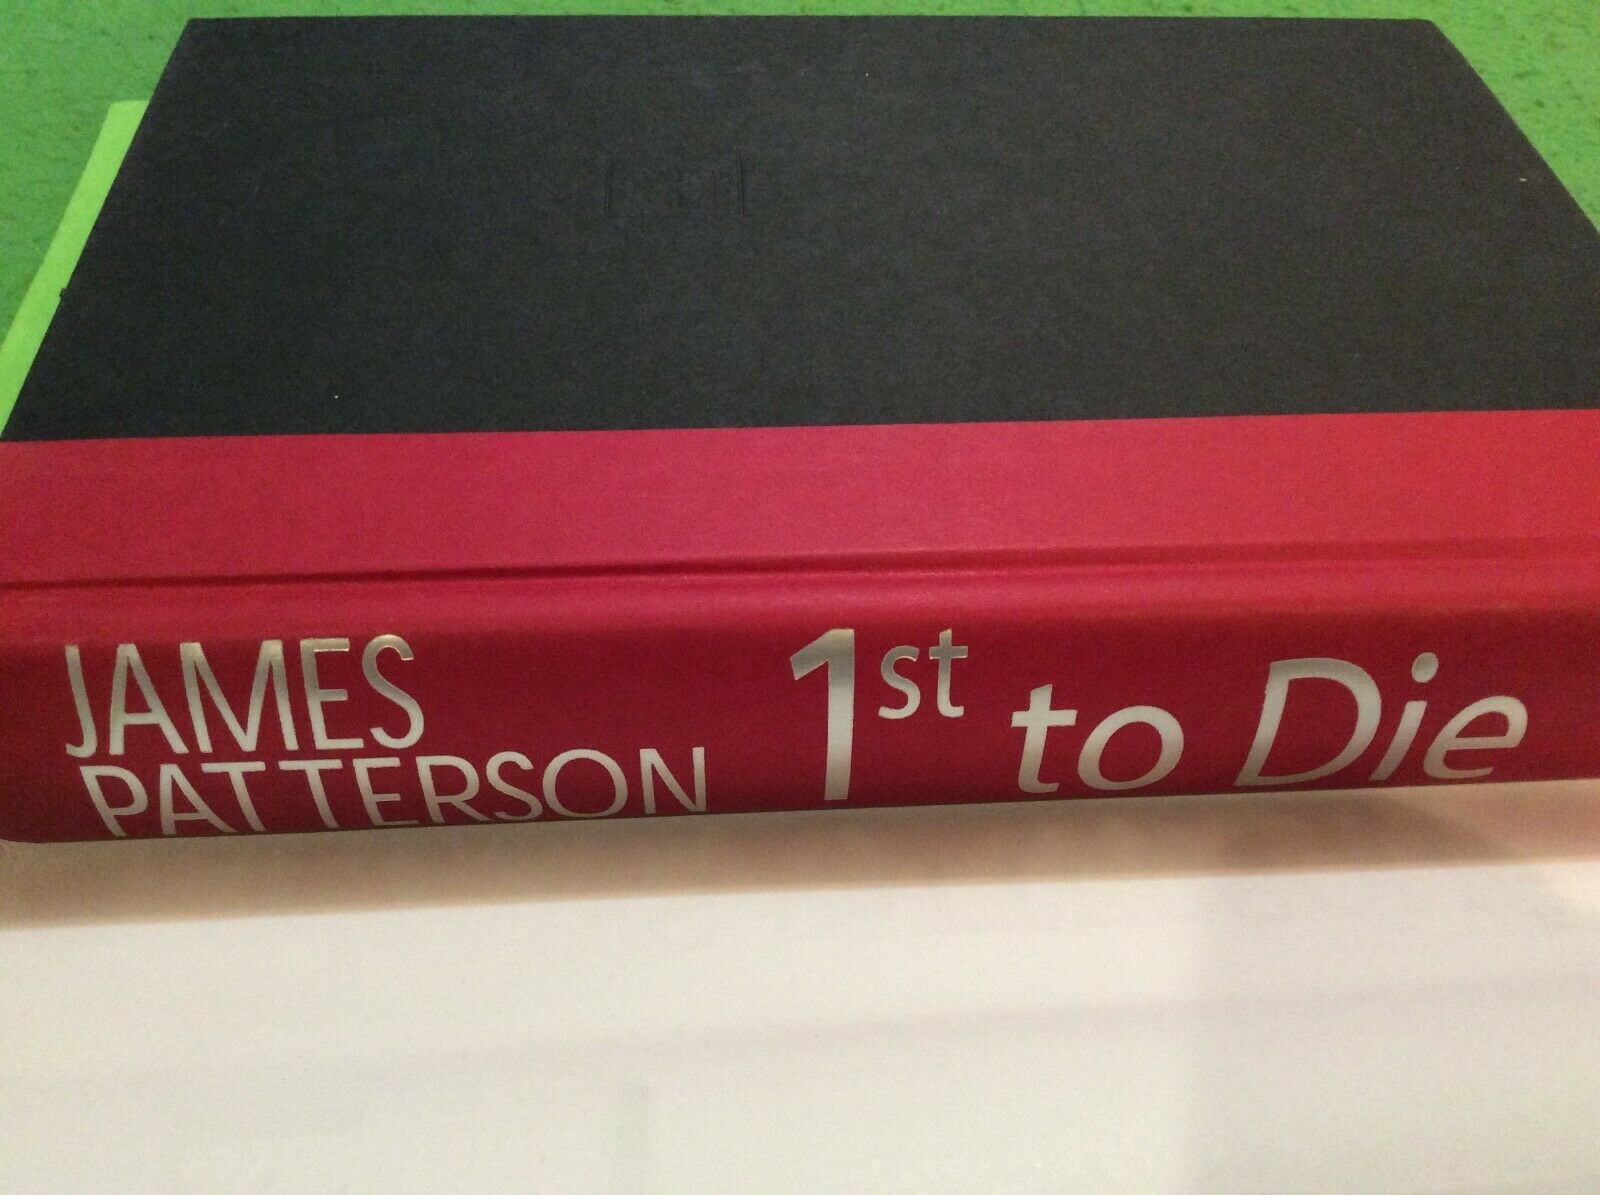 JAMES
PATTERSON
1st to Die